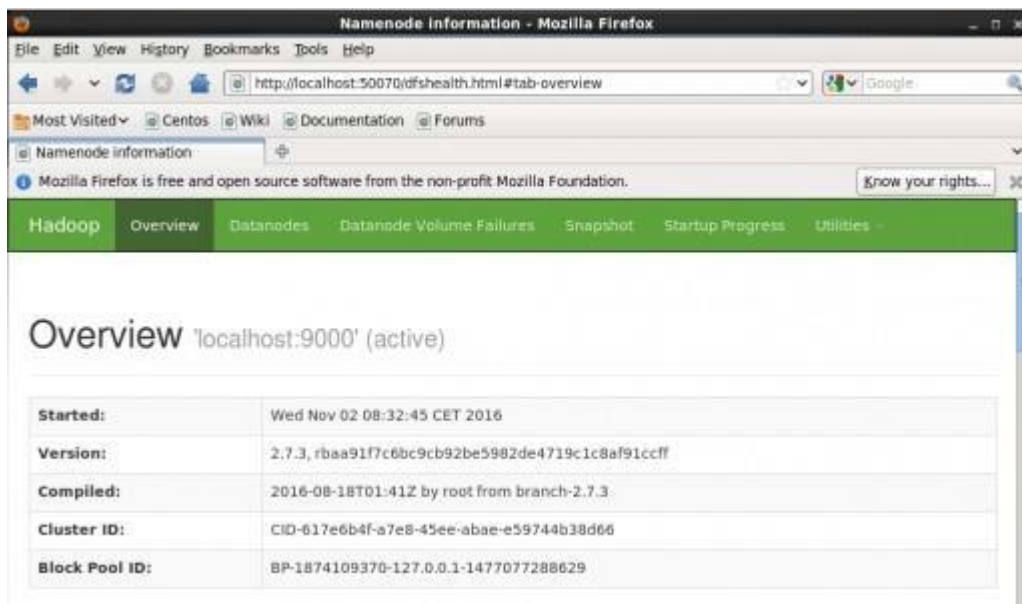 Namenode information - Mozilla Firefox
File Edit View History Bookmarks Tools Help
http://localhost:50070/dfshealth.html#tab-overview
Google
Most Visited Centos Wiki Documentation Forums
Namenode information
Mozilla Firefox is free and open source software from the non-profit Mozilla Foundation. Know your rights...
Hadoop Overview Datanodes Datanode Volume Failures Snapshot Startup Progress Utilities
Overview 'localhost:9000' (active)
Started: Wed Nov 02 08:32:45 CET 2016
Version: 2.7.3, rbaa91f7c6bc9cb92be5982de4719c1c8af91ccff
Compiled: 2016-08-18T01:41Z by root from branch-2.7.3
Cluster ID: CID-617e6b4f-a7e8-45ee-abae-e59744b38d66
Block Pool ID: BP-1874109370-127.0.0.1-1477077288629